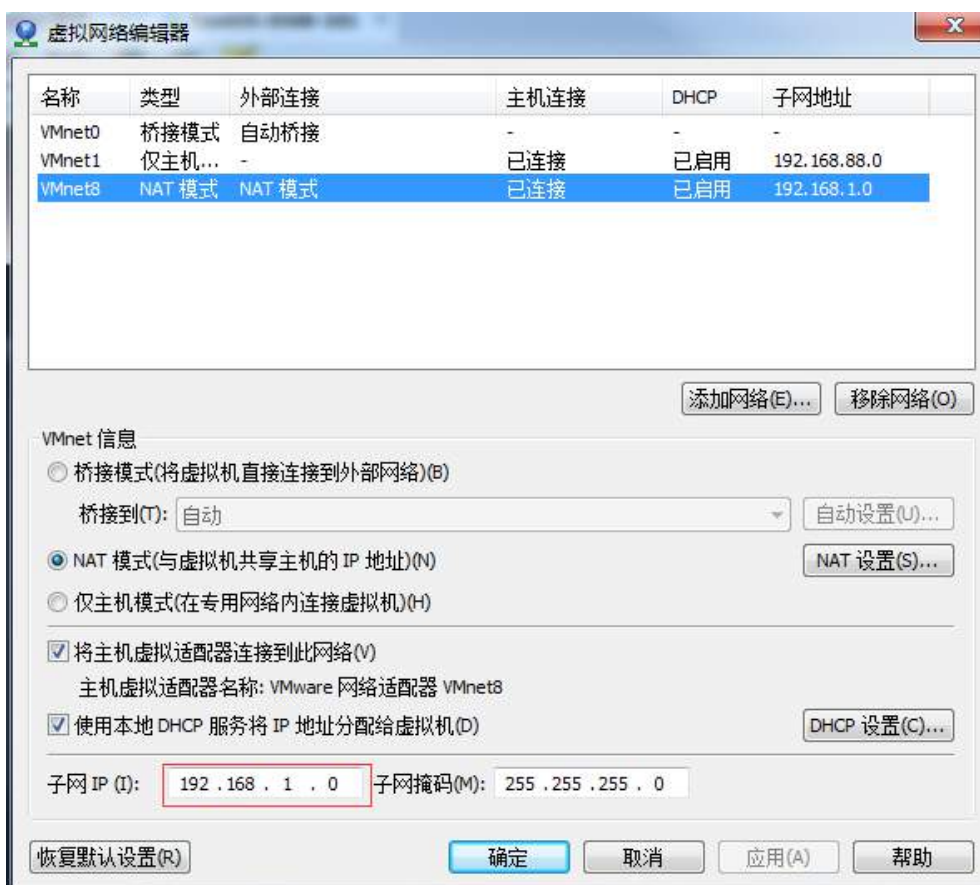 虚拟网络编辑器
名称 类型 外部连接 主机连接 DHCP 子网地址
VMnet0 桥接模式 自动桥接 - - -
VMnet1 仅主机... - 已连接 已启用 192.168.88.0
VMnet8 NAT 模式 NAT 模式 已连接 已启用 192.168.1.0
添加网络(E)... 移除网络(O)
VMnet 信息
桥接模式(将虚拟机直接连接到外部网络)(B)
桥接到(T): 自动 自动设置(U)...
NAT 模式(与虚拟机共享主机的 IP 地址)(N) NAT 设置(S)...
仅主机模式(在专用网络内连接虚拟机)(H)
将主机虚拟适配器连接到此网络(V)
主机虚拟适配器名称: VMware 网络适配器 VMnet8
使用本地 DHCP 服务将 IP 地址分配给虚拟机(D) DHCP 设置(C)...
子网 IP (I): 192 . 168 . 1 . 0 子网掩码(M): 255 . 255 . 255 . 0
恢复默认设置(R) 确定 取消 应用(A) 帮助